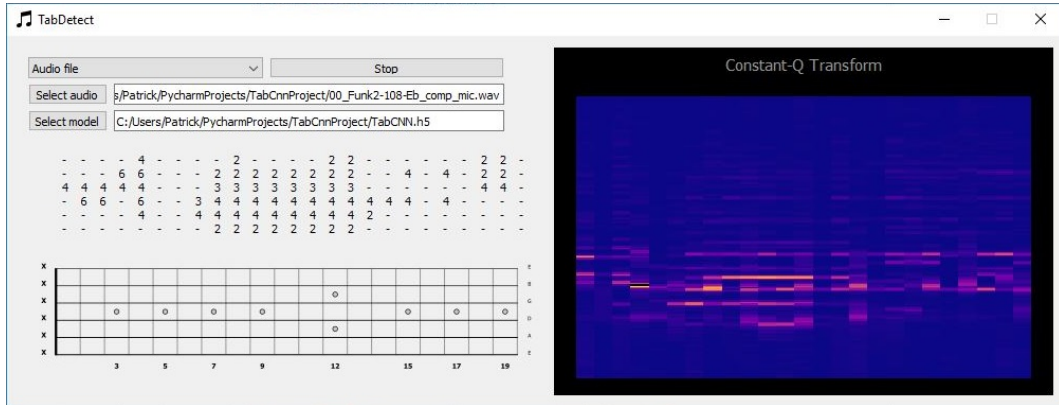 TabDetect
Audio file
Stop
Select audio
s/Patrick/PycharmProjects/TabCnnProject/00_Funk2-108-Eb_comp_mic.wav
Select model
C:/Users/Patrick/PycharmProjects/TabCnnProject/TabCNN.h5
- - - - 4 - - - - 2 - - - - 2 2 - - - - - - 2 2 -
- - - 6 6 - - - 2 2 2 2 2 2 2 2 - - 4 - 4 - 2 2 -
4 4 4 4 4 - - - 3 3 3 3 3 3 3 3 - - - - - - 4 4 -
- 6 6 - 6 - - 3 4 4 4 4 4 4 4 4 4 4 4 - 4 - - - -
- - - - 4 - - 4 4 4 4 4 4 4 4 4 2 - - - - - - - -
- - - - - - - - 2 2 2 2 2 2 2 2 - - - - - - - - -
x E
x B
x G
x D
x A
x E
3 5 7 9 12 15 17 19
Constant-Q Transform